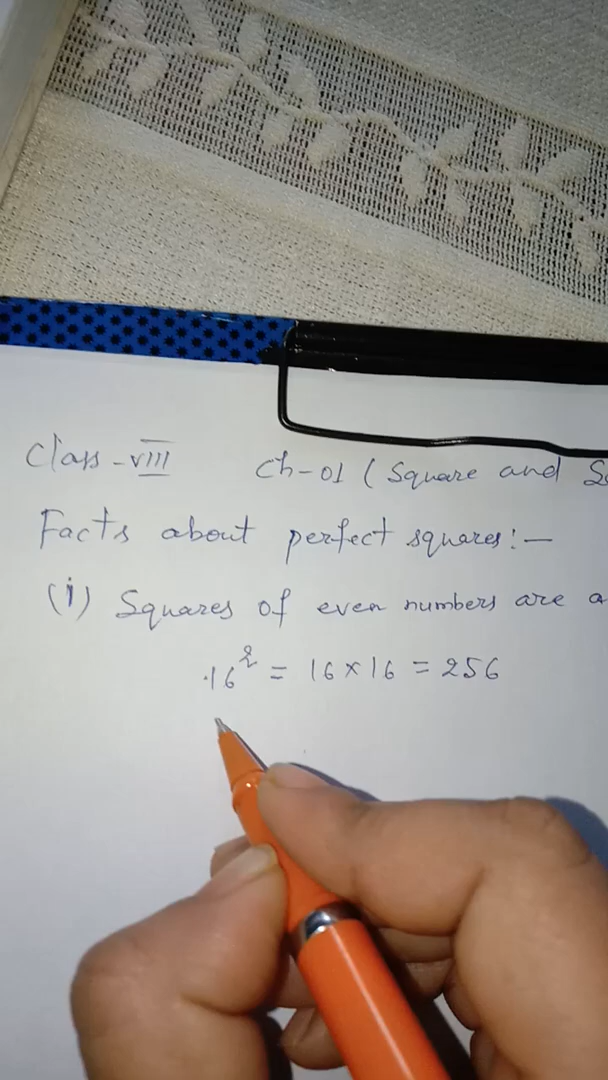 Class-VIII Ch-01 (Square and S
Facts about perfect squares:-
(i) Squares of even numbers are a
16² = 16×16 = 256